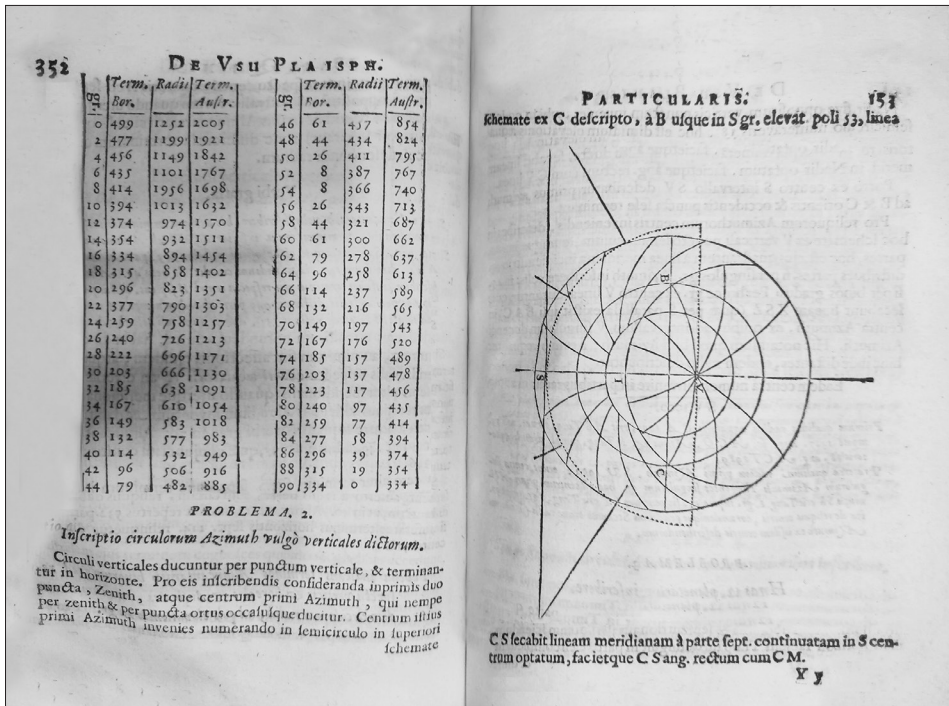 352 DE VSU PLAISPH.
Gr. Term. Bor. Radii Term. Austr. Gr. Term. Bor. Radii Term. Austr.
0 499 1252 2005 46 61 457 854
2 477 1199 1921 48 44 434 824
4 456 1149 1842 50 26 411 795
6 435 1101 1767 52 8 387 767
8 414 1956 1698 54 8 366 740
10 394 1013 1632 56 26 343 713
12 374 974 1570 58 44 321 687
14 354 932 1511 60 61 300 662
16 334 894 1454 62 79 278 637
18 315 858 1402 64 96 258 613
20 296 823 1351 66 114 237 589
22 377 790 1303 68 132 216 565
24 259 758 1257 70 149 197 543
26 240 726 1213 72 167 176 520
28 222 696 1171 74 185 157 489
30 203 666 1130 76 203 137 478
32 185 638 1091 78 223 117 456
34 167 610 1054 80 240 97 435
36 149 583 1018 82 259 77 414
38 132 577 983 84 277 58 394
40 114 532 949 86 296 39 374
42 96 506 916 88 315 19 354
44 79 482 885 90 334 0 334
PROBLEMA. 2.
Inscriptio circulorum Azimuth vulgò verticales dictorum.
Circuli verticales ducuntur per punctum verticale, & terminan-
tur in horizonte. Pro eis inscribendis consideranda inprimis duo
puncta, Zenith, atque centrum primi Azimuth, qui nempe
per zenith & per puncta ortus occasusque ducitur. Centrum istius
primi Azimuth invenies numerando in semicirculo in superiori
schemate
PARTICULARIS. 153
schemate ex C descripto, à B usque in S gr, elevat poli 53, linea
B
S I V
C
C S secabit lineam meridianam à parte sept. continuatam in S cen-
trum optatum, facietque C S ang. rectum cum C M.
Y y